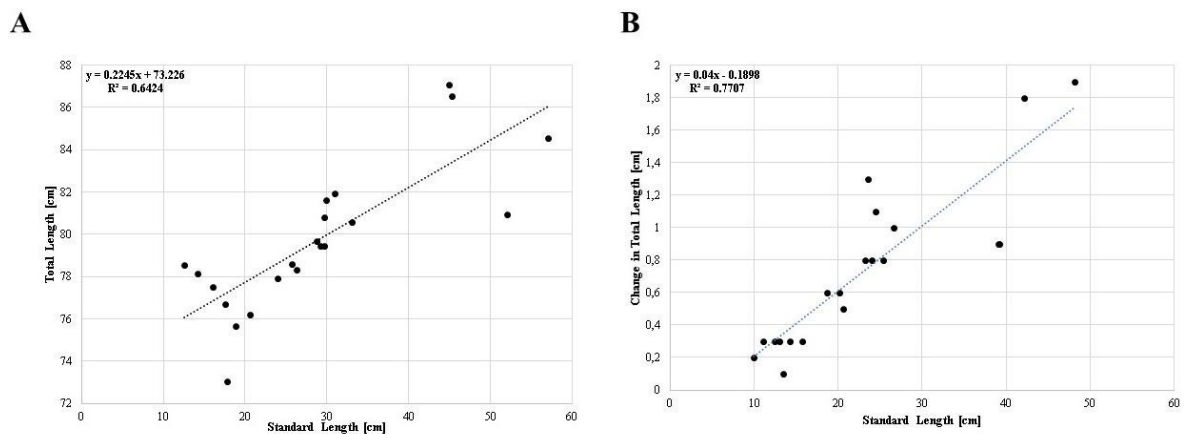 A
B
y = 0.2245x + 73.226
R² = 0.6424
Total Length [cm]
88
86
84
82
80
78
76
74
72
0 10 20 30 40 50 60
Standard Length [cm]
y = 0.04x - 0.1898
R² = 0.7707
Change in Total Length [cm]
2
1,8
1,6
1,4
1,2
1
0,8
0,6
0,4
0,2
0
0 10 20 30 40 50 60
Standard Length [cm]